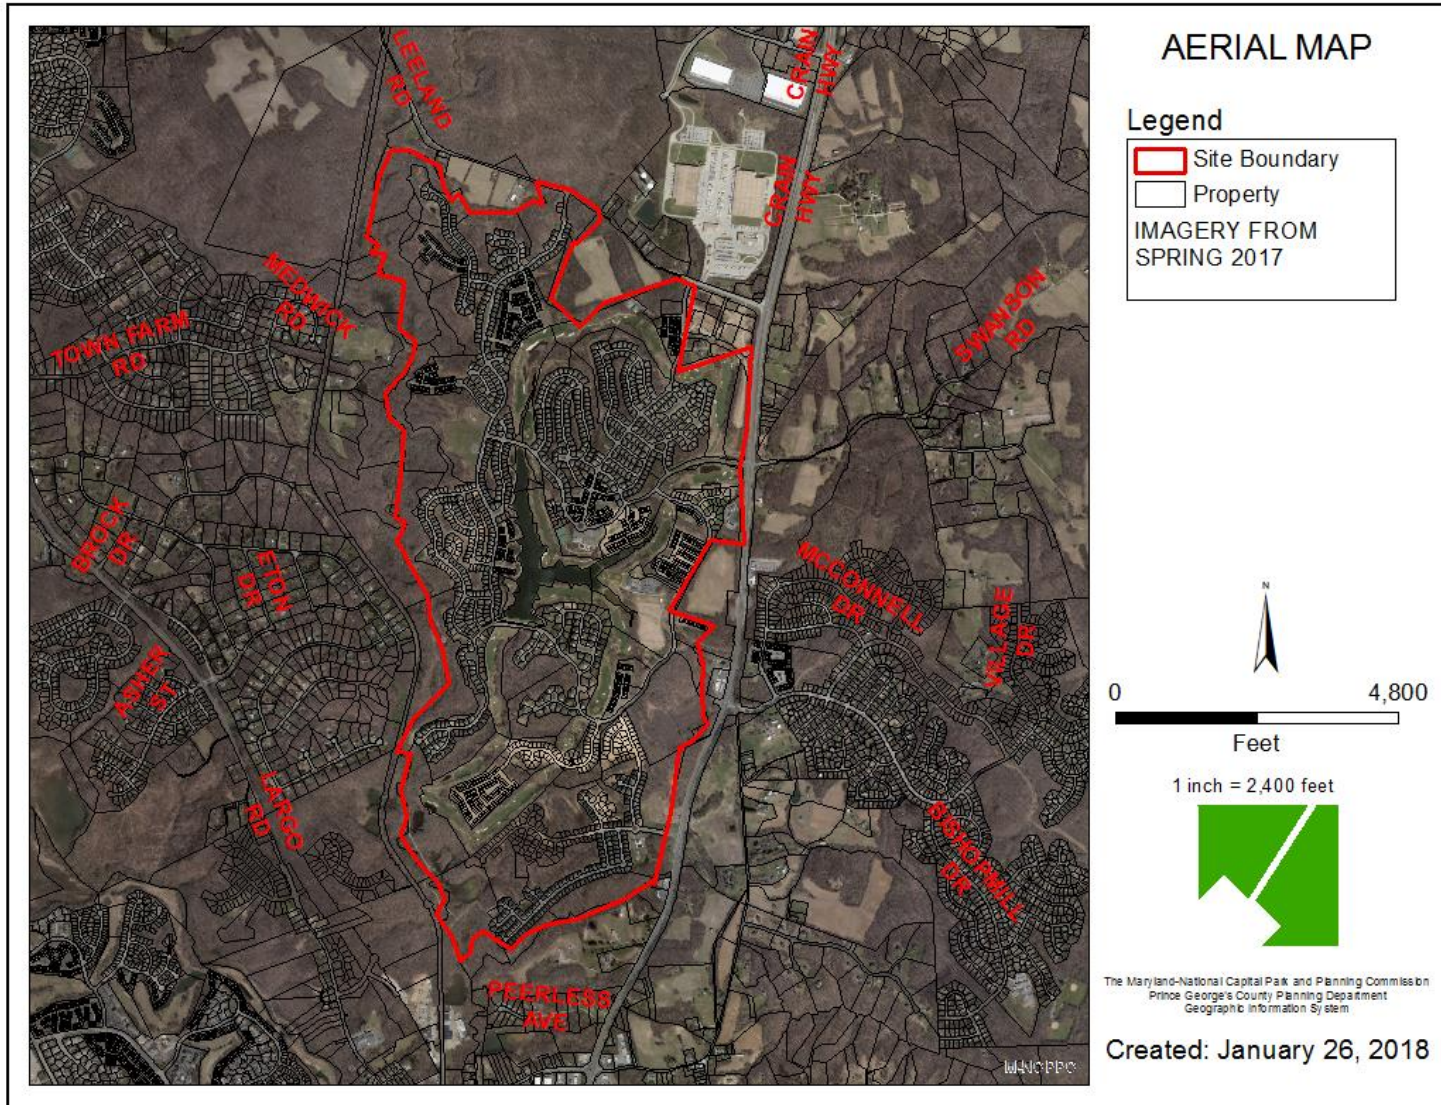 LEELAND
RD
CRAIN
HWY
CRAIN
HWY
MEDWICK
RD
TOWN FARM
RD
SWANSON
RD
BROCK
DR
ETON
DR
MCCONNELL
DR
VILLAGE
DR
ASHER
ST
LARGO
RD
BISHOPMILL
DR
PEERLESS
AVE
AERIAL MAP
Legend
Site Boundary
Property
IMAGERY FROM
SPRING 2017
N
0 4,800
Feet
1 inch = 2,400 feet
The Maryland-National Capital Park and Planning Commission
Prince George's County Planning Department
Geographic Information System
Created: January 26, 2018